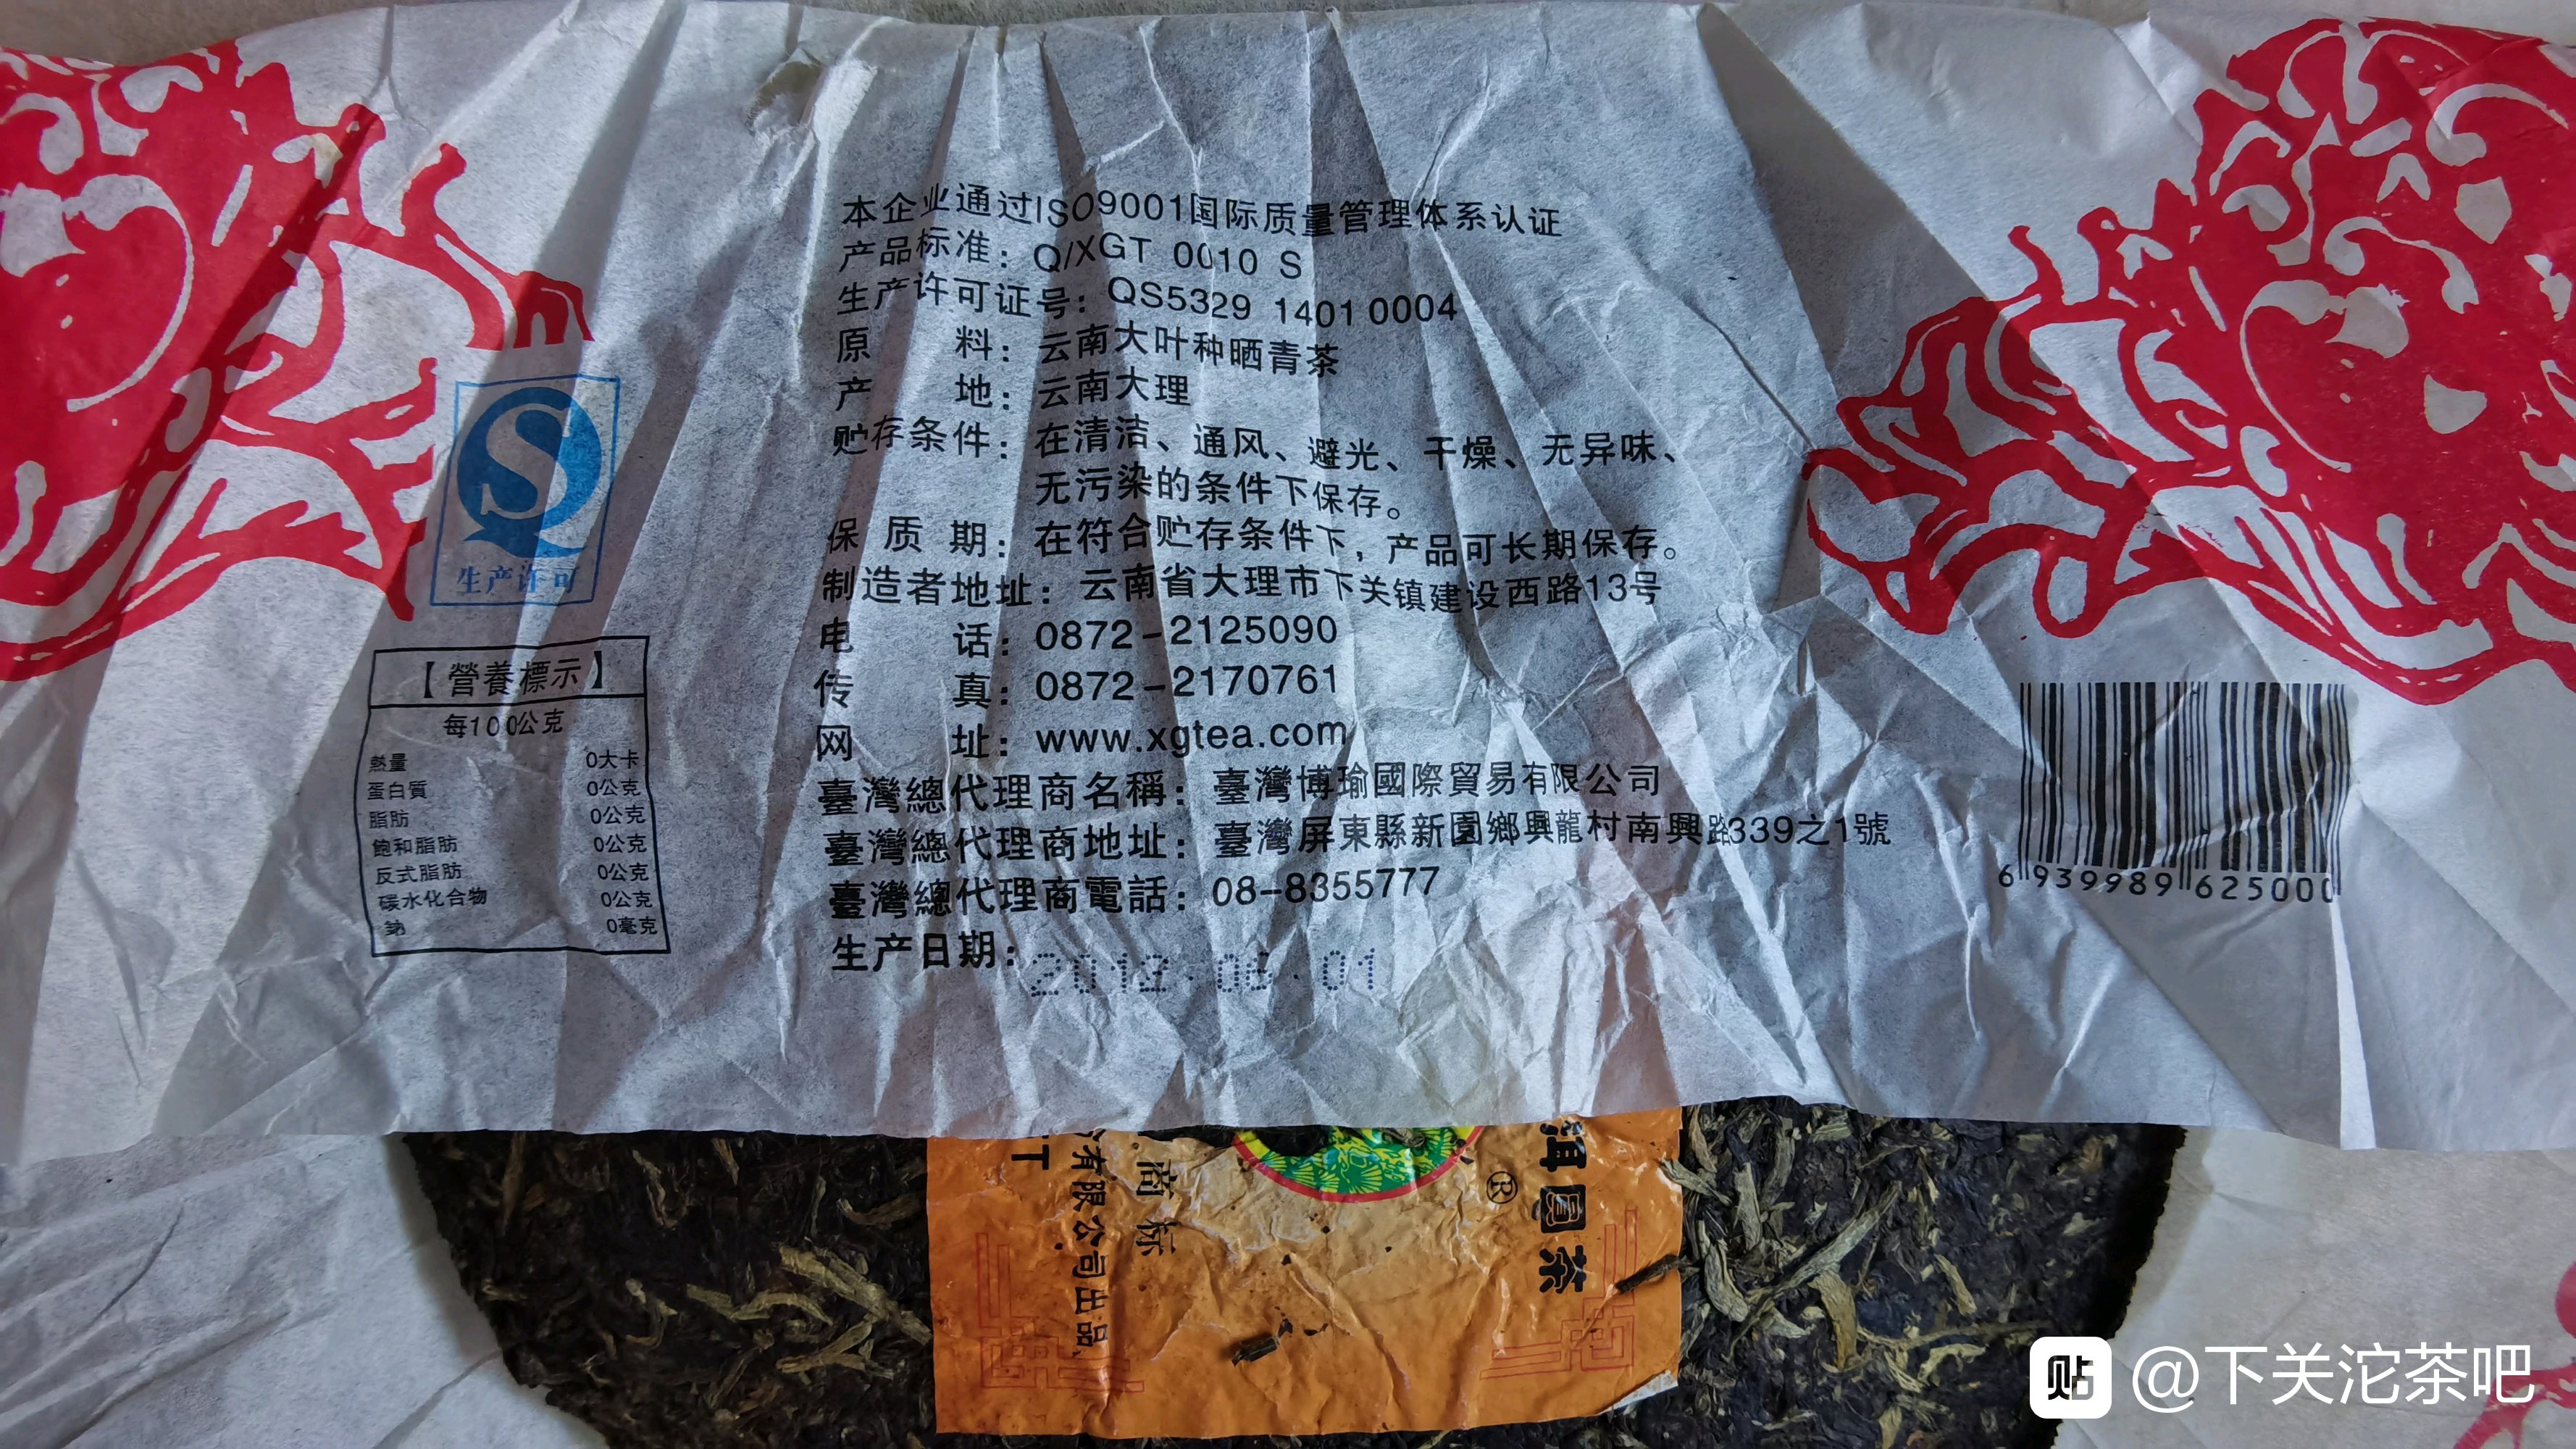 本企业通过ISO9001国际质量管理体系认证
产品标准：Q/XGT 0010 S
生产许可证号：QS5329 1401 0004
原料：云南大叶种晒青茶
产地：云南大理
贮存条件：在清洁、通风、避光、干燥、无异味、
无污染的条件下保存。
保质期：在符合贮存条件下，产品可长期保存。
制造者地址：云南省大理市下关镇建设西路13号
电话：0872-2125090
传真：0872-2170761
网址：www.xgtea.com
臺灣總代理商名稱：臺灣博瑜國際貿易有限公司
臺灣總代理商地址：臺灣屏東縣新園鄉興龍村南興路339之1號
臺灣總代理商電話：08-8355777
生产日期：2012.06.01
S
生产许可
【營養標示】
每100公克
熱量 0大卡
蛋白質 0公克
脂肪 0公克
飽和脂肪 0公克
反式脂肪 0公克
碳水化合物 0公克
鈉 0毫克
6 939989 625000
洱圓茶
®
商标
有限公司出品
T
贴 @下关沱茶吧